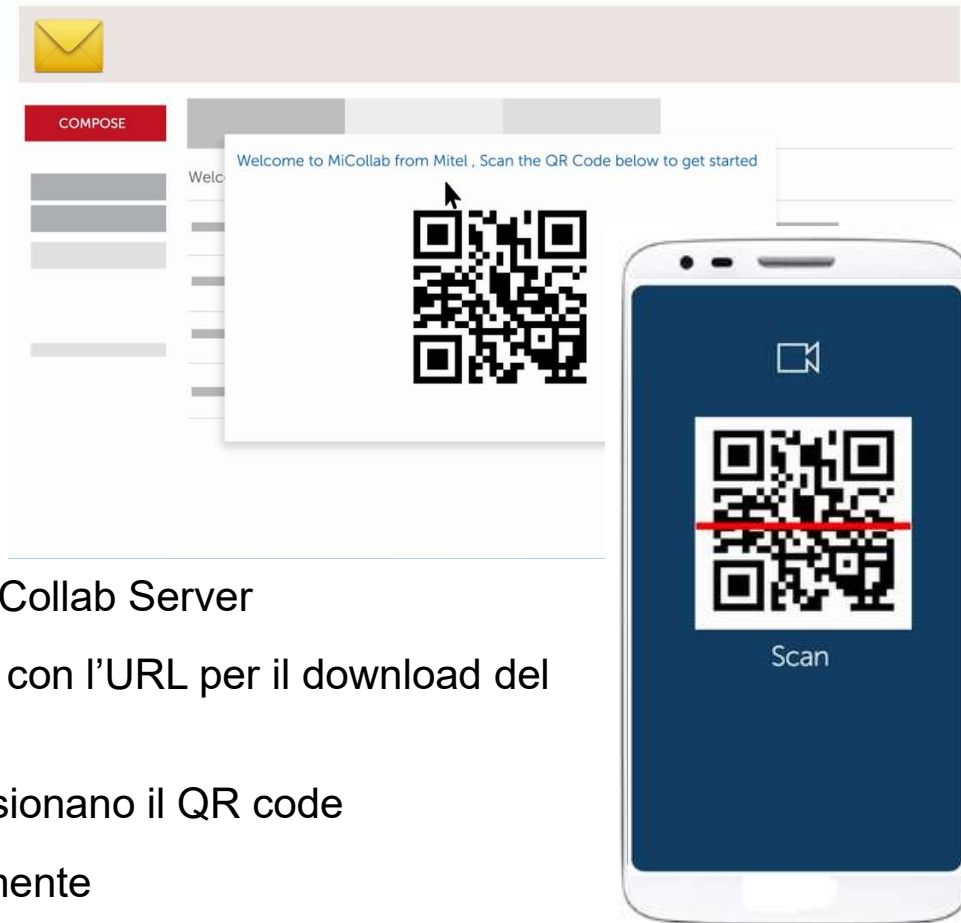 COMPOSE
Welcome to MiCollab from Mitel , Scan the QR Code below to get started
Welc
Scan
Collab Server
con l’URL per il download del
sionano il QR code
mente